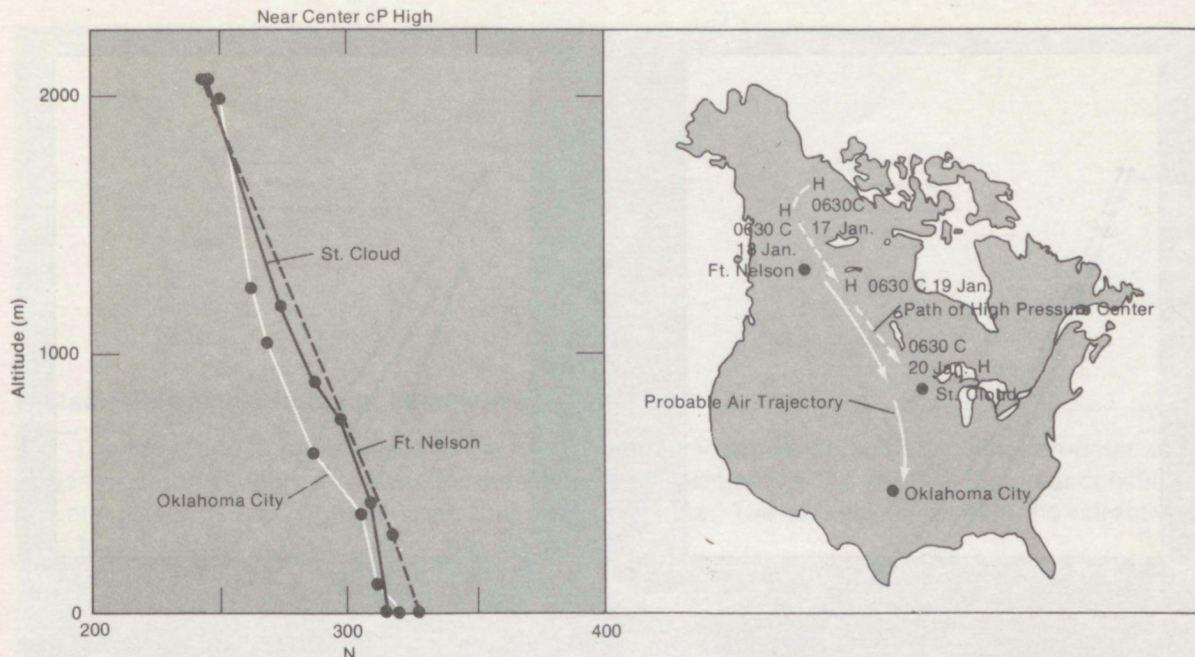 Near Center cP High
2000
1000
0
Altitude (m)
200
300
400
N
St. Cloud
Ft. Nelson
Oklahoma City
H
0630C
17 Jan.
H
0630 C
18 Jan.
Ft. Nelson
H 0630 C 19 Jan.
Path of High Pressure Center
0630 C
20 Jan. H
St. Cloud
Probable Air Trajectory
Oklahoma City